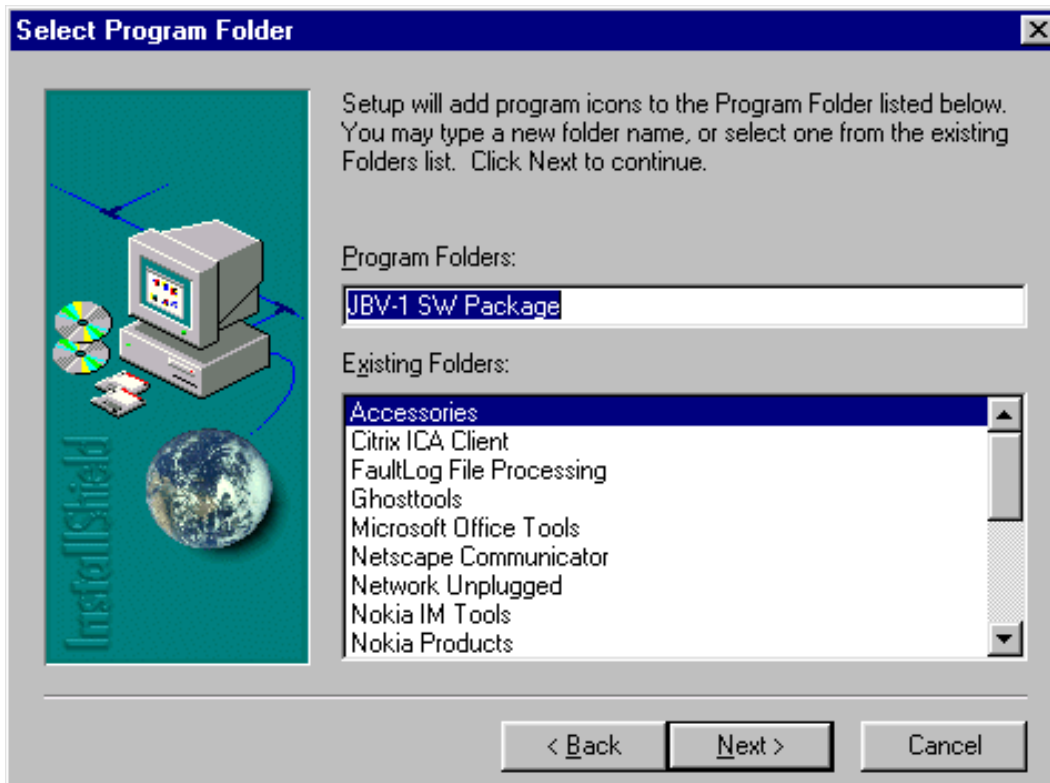 Select Program Folder
Setup will add program icons to the Program Folder listed below.
You may type a new folder name, or select one from the existing
Folders list. Click Next to continue.
Program Folders:
JBV-1 SW Package
Existing Folders:
Accessories
Citrix ICA Client
FaultLog File Processing
Ghosttools
Microsoft Office Tools
Netscape Communicator
Network Unplugged
Nokia IM Tools
Nokia Products
InstallShield
< Back
Next >
Cancel